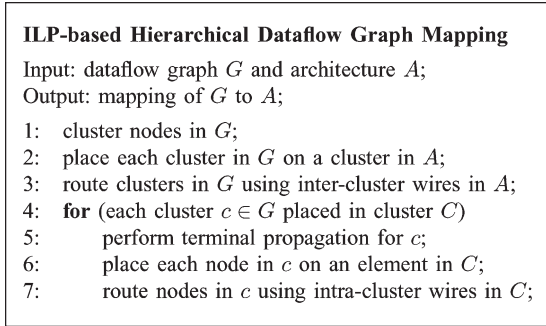 ILP-based Hierarchical Dataflow Graph Mapping
Input: dataflow graph G and architecture A;
Output: mapping of G to A;
1: cluster nodes in G;
2: place each cluster in G on a cluster in A;
3: route clusters in G using inter-cluster wires in A;
4: for (each cluster c ∈ G placed in cluster C)
5: perform terminal propagation for c;
6: place each node in c on an element in C;
7: route nodes in c using intra-cluster wires in C;